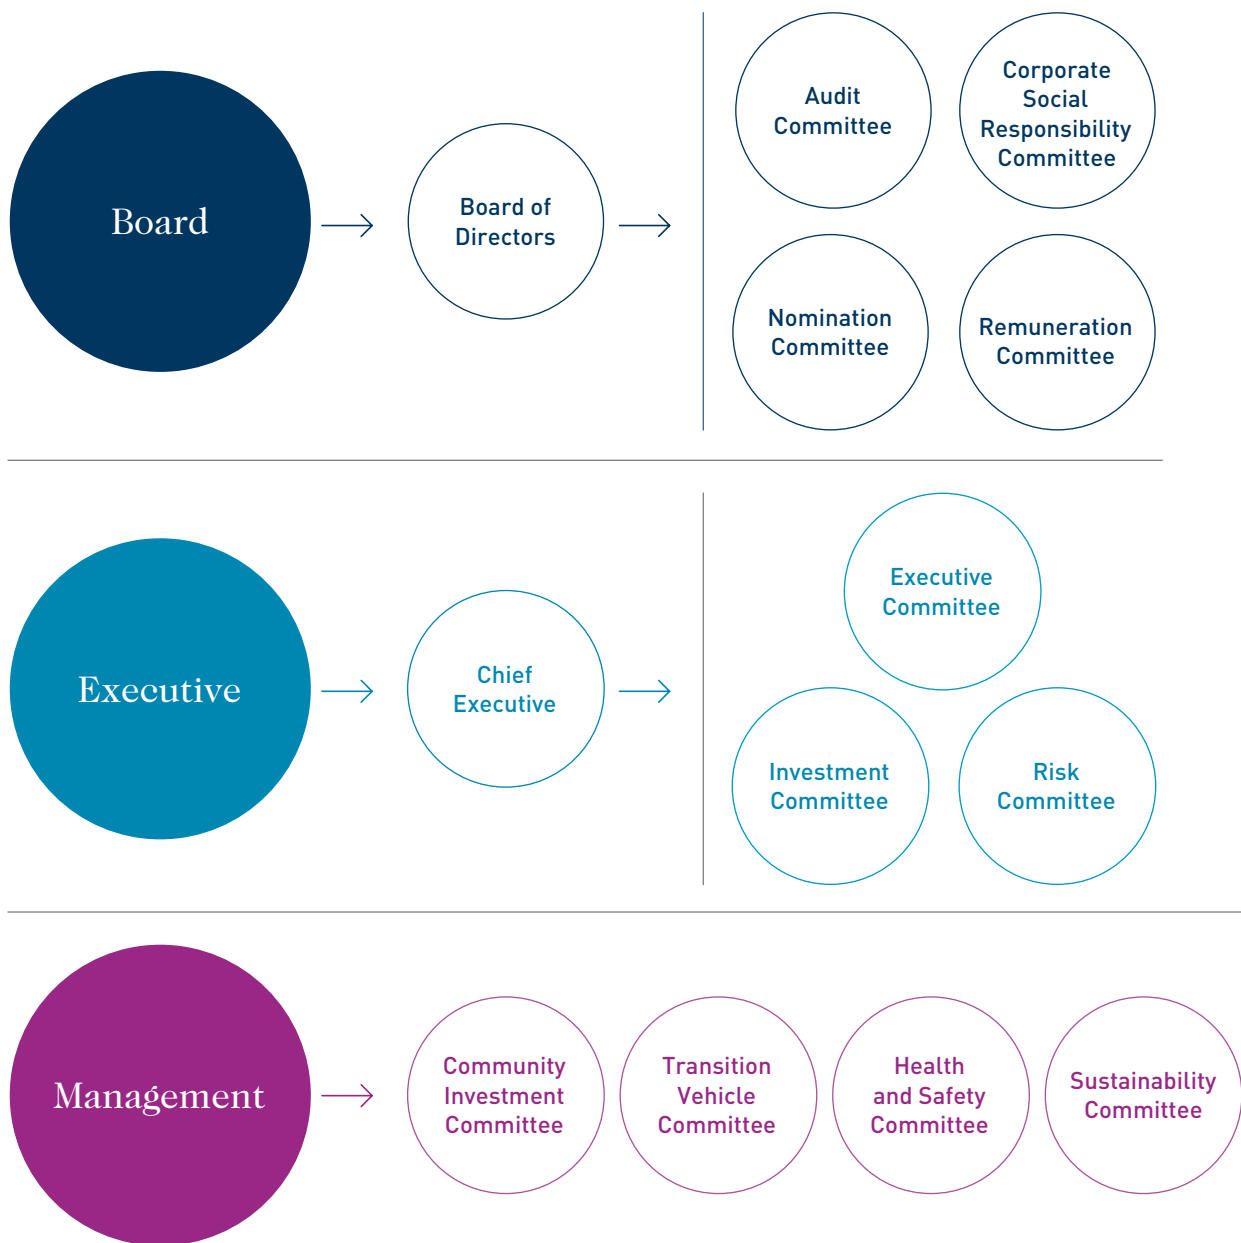 Board
Board of
Directors
Audit
Committee
Corporate
Social
Responsibility
Committee
Nomination
Committee
Remuneration
Committee
Executive
Chief
Executive
Executive
Committee
Investment
Committee
Risk
Committee
Management
Community
Investment
Committee
Transition
Vehicle
Committee
Health
and Safety
Committee
Sustainability
Committee